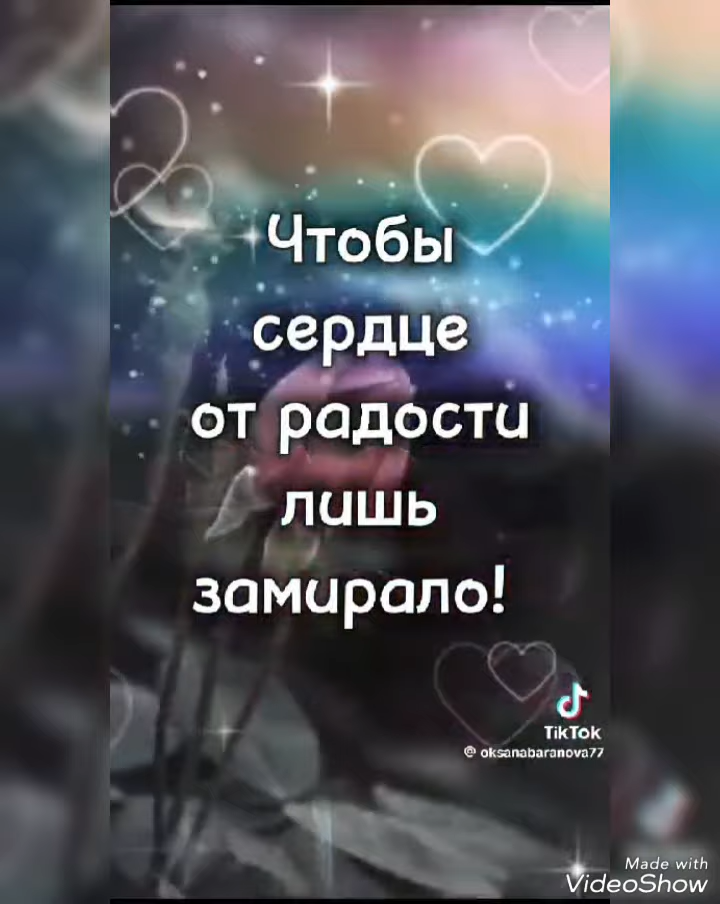 Чтобы
сердце
от радости
лишь
замирало!
TikTok
@ oksanabaranova77
Made with
VideoShow